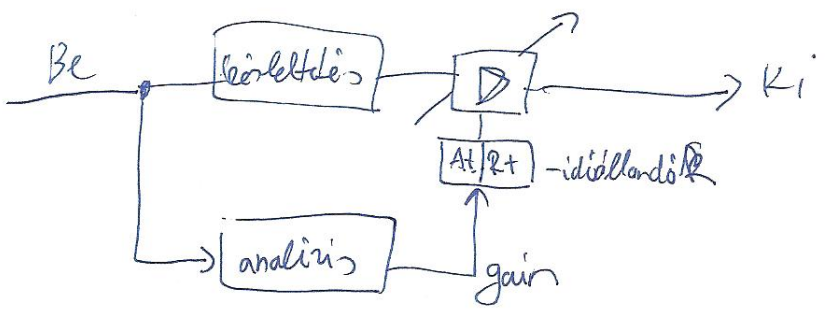 Be
késleltetés
Ki
At Rt
-időállandók
analízis
gain